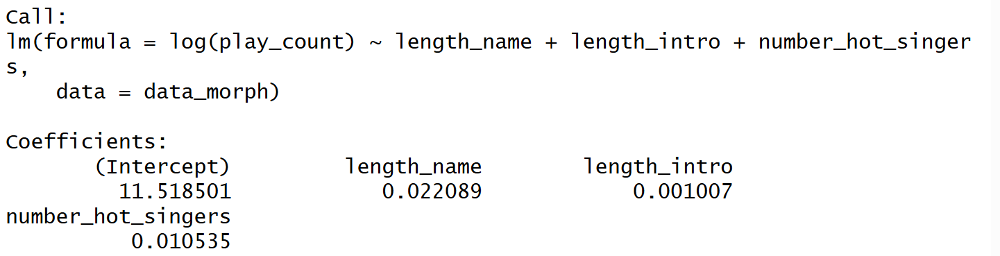 Call:
lm(formula = log(play_count) ~ length_name + length_intro + number_hot_singer
s,
    data = data_morph)

Coefficients:
       (Intercept)         length_name        length_intro
         11.518501            0.022089            0.001007
number_hot_singers
          0.010535